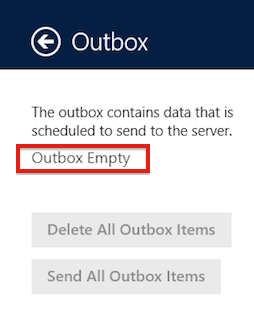 Outbox
The outbox contains data that is
scheduled to send to the server.
Outbox Empty
Delete All Outbox Items
Send All Outbox Items